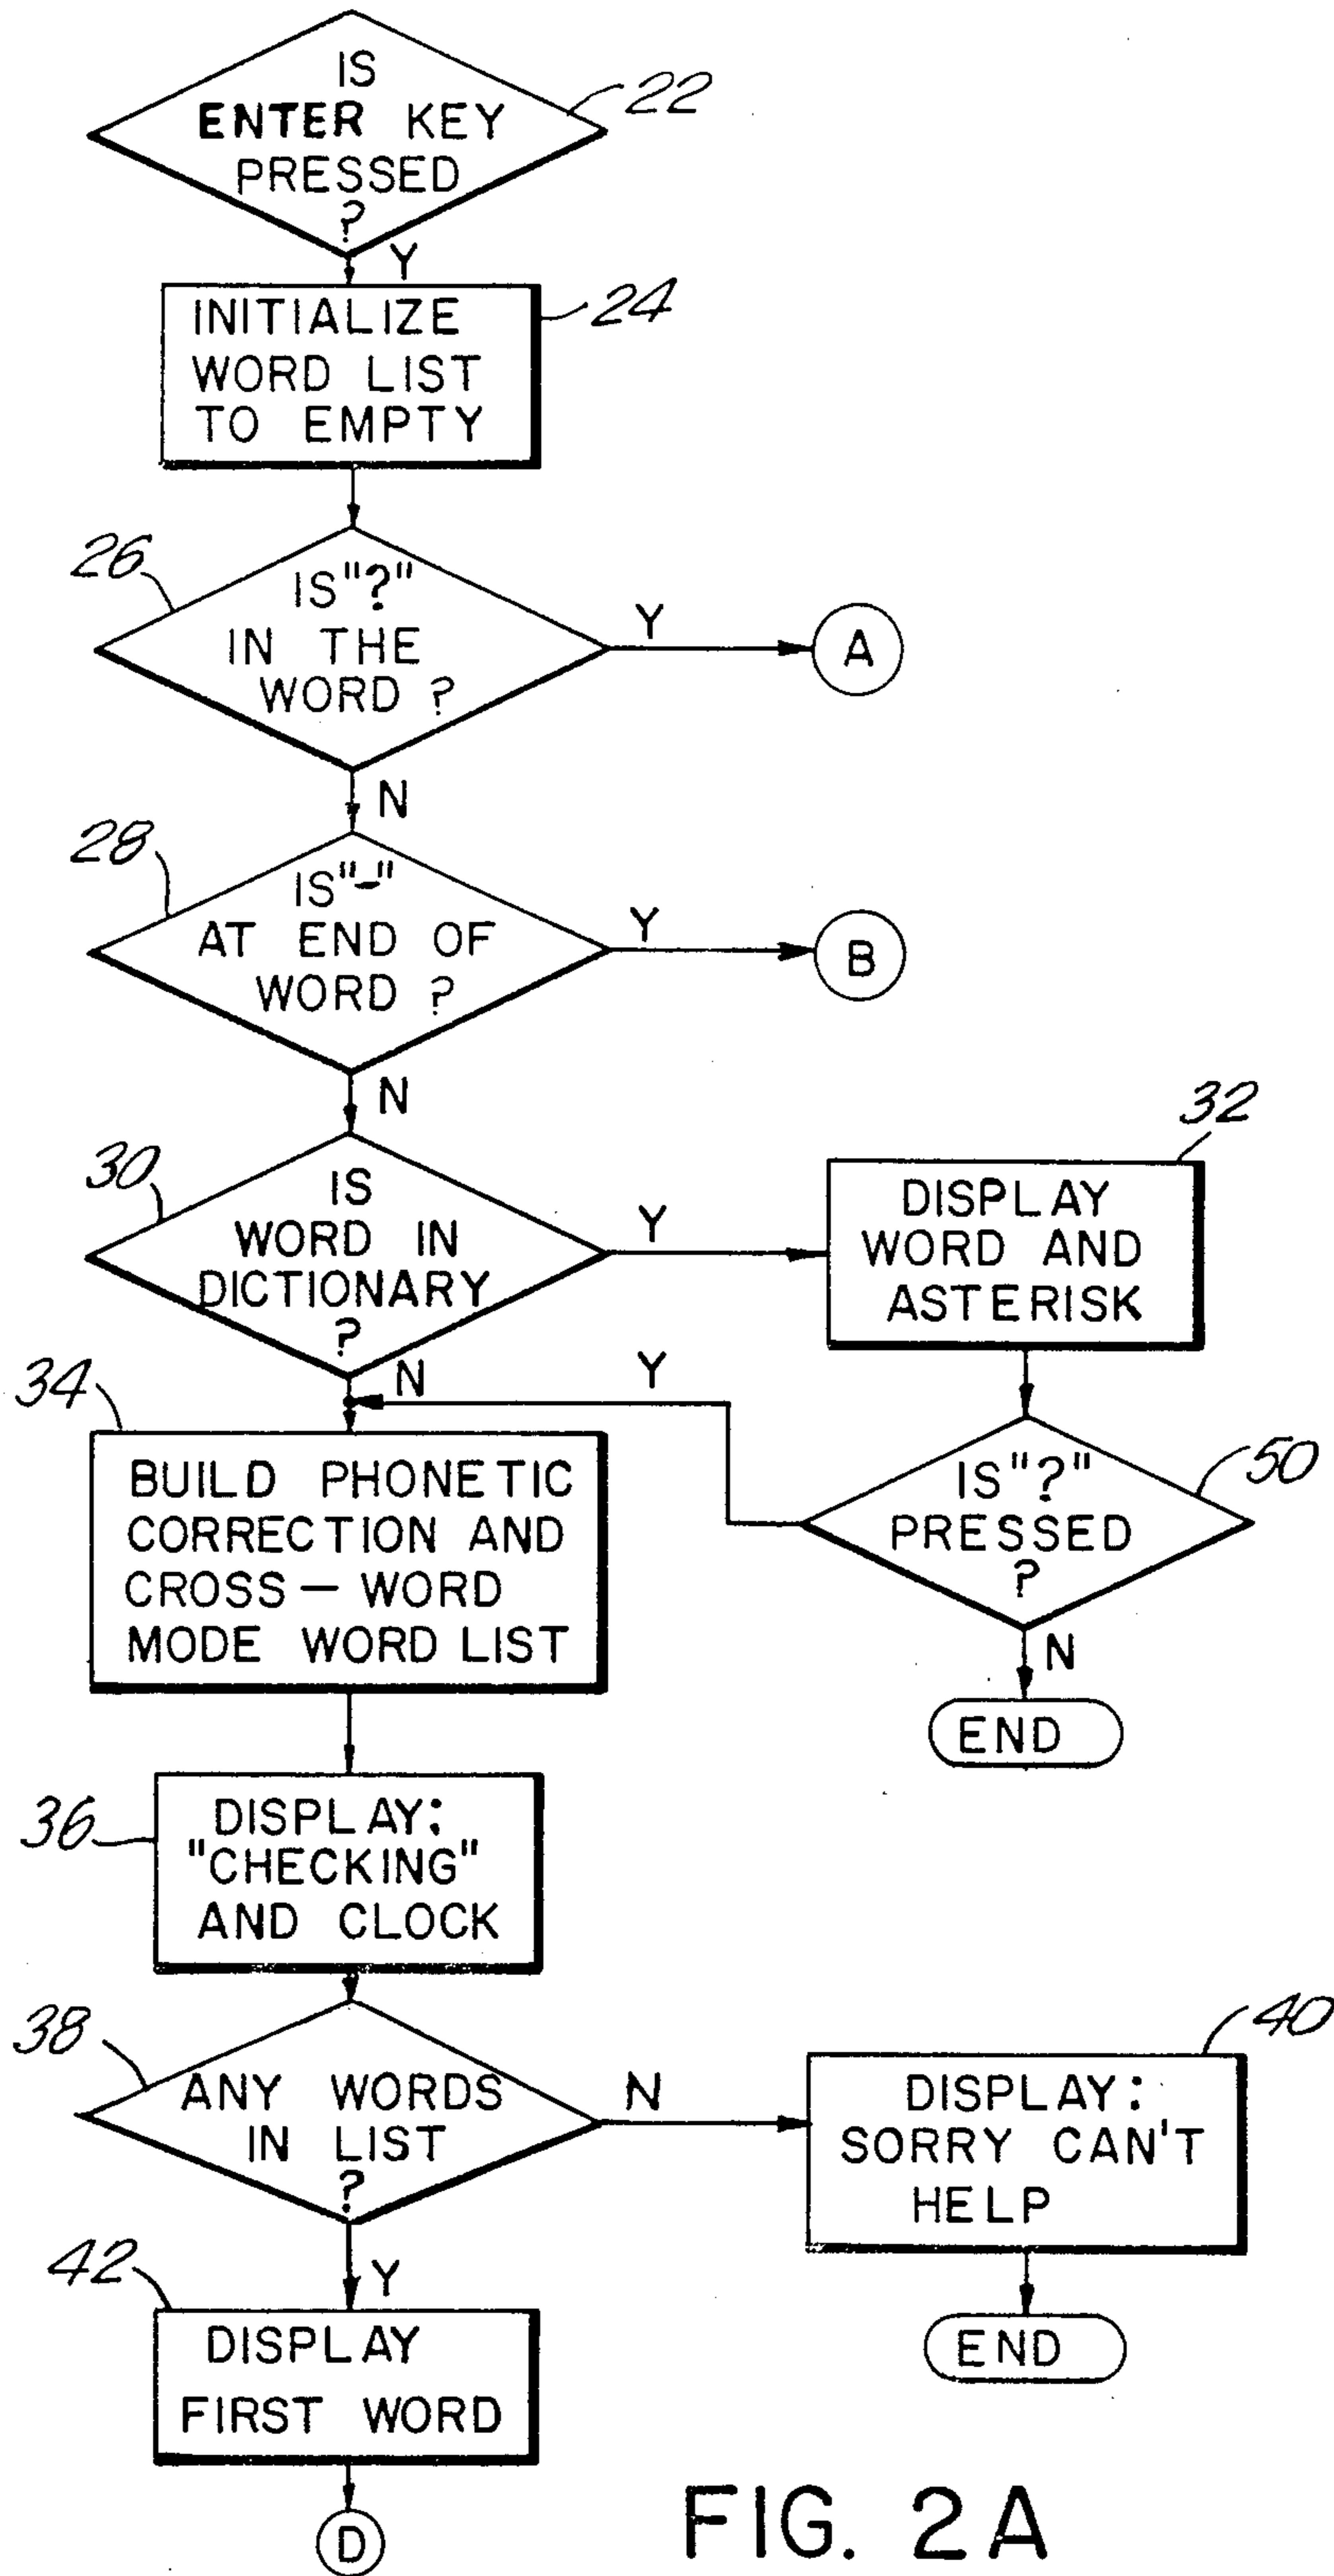 IS
ENTER KEY
PRESSED
?
22
Y
INITIALIZE
WORD LIST
TO EMPTY
24
26
IS "?"
IN THE
WORD ?
Y
A
N
28
IS "-"
AT END OF
WORD ?
Y
B
N
30
IS
WORD IN
DICTIONARY
?
Y
32
DISPLAY
WORD AND
ASTERISK
N
Y
34
BUILD PHONETIC
CORRECTION AND
CROSS — WORD
MODE WORD LIST
IS "?"
PRESSED
?
50
N
END
36
DISPLAY:
"CHECKING"
AND CLOCK
38
ANY WORDS
IN LIST
?
N
40
DISPLAY:
SORRY CAN'T
HELP
END
Y
42
DISPLAY
FIRST WORD
D
FIG. 2A